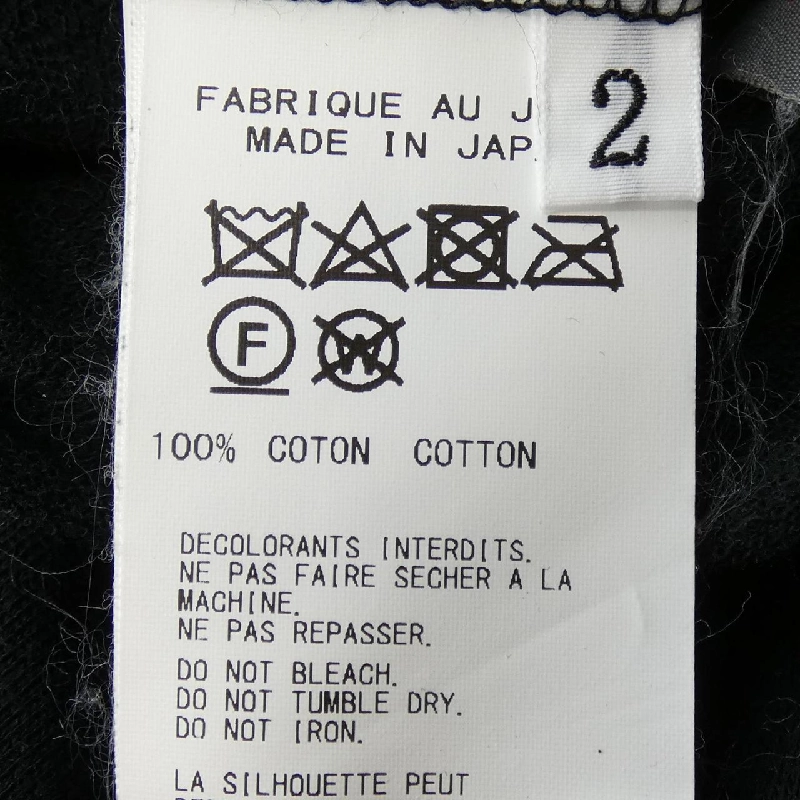 FABRIQUE AU J
MADE IN JAP
2
F
W
100% COTON COTTON
DECOLORANTS INTERDITS.
NE PAS FAIRE SECHER A LA
MACHINE.
NE PAS REPASSER.
DO NOT BLEACH.
DO NOT TUMBLE DRY.
DO NOT IRON.
LA SILHOUETTE PEUT